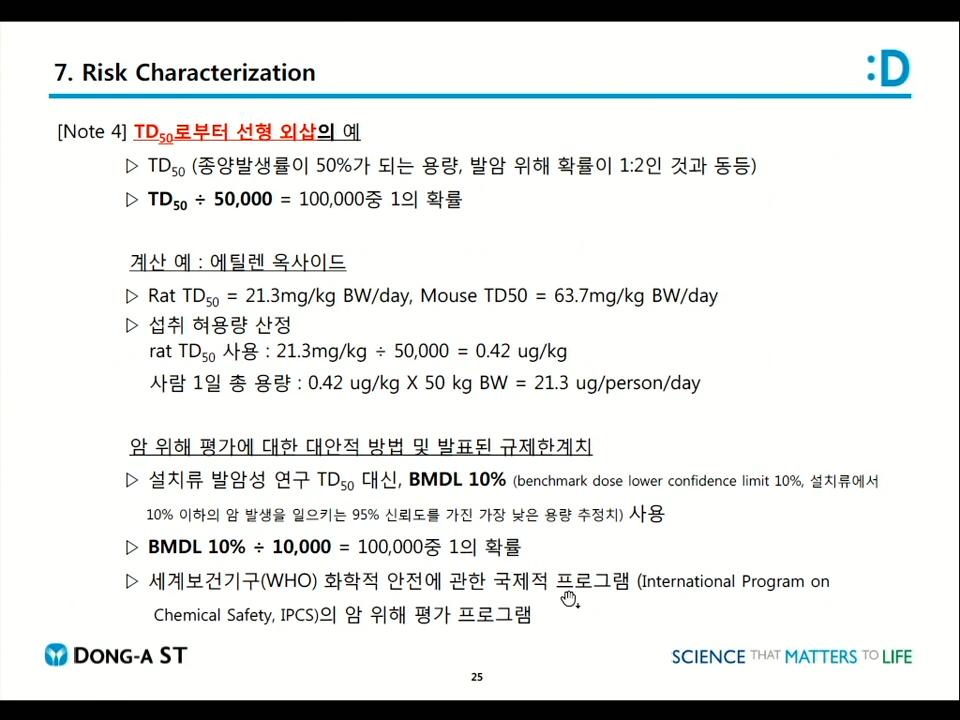 7. Risk Characterization
:D
[Note 4] TD50로부터 선형 외삽의 예
▷ TD50 (종양발생률이 50%가 되는 용량, 발암 위해 확률이 1:2인 것과 동등)
▷ TD50 ÷ 50,000 = 100,000중 1의 확률
계산 예 : 에틸렌 옥사이드
▷ Rat TD50 = 21.3mg/kg BW/day, Mouse TD50 = 63.7mg/kg BW/day
▷ 섭취 허용량 산정
rat TD50 사용 : 21.3mg/kg ÷ 50,000 = 0.42 ug/kg
사람 1일 총 용량 : 0.42 ug/kg X 50 kg BW = 21.3 ug/person/day
암 위해 평가에 대한 대안적 방법 및 발표된 규제한계치
▷ 설치류 발암성 연구 TD50 대신, BMDL 10% (benchmark dose lower confidence limit 10%, 설치류에서
10% 이하의 암 발생을 일으키는 95% 신뢰도를 가진 가장 낮은 용량 추정치) 사용
▷ BMDL 10% ÷ 10,000 = 100,000중 1의 확률
▷ 세계보건기구(WHO) 화학적 안전에 관한 국제적 프로그램 (International Program on
Chemical Safety, IPCS)의 암 위해 평가 프로그램
DONG-A ST
SCIENCE THAT MATTERS TO LIFE
25